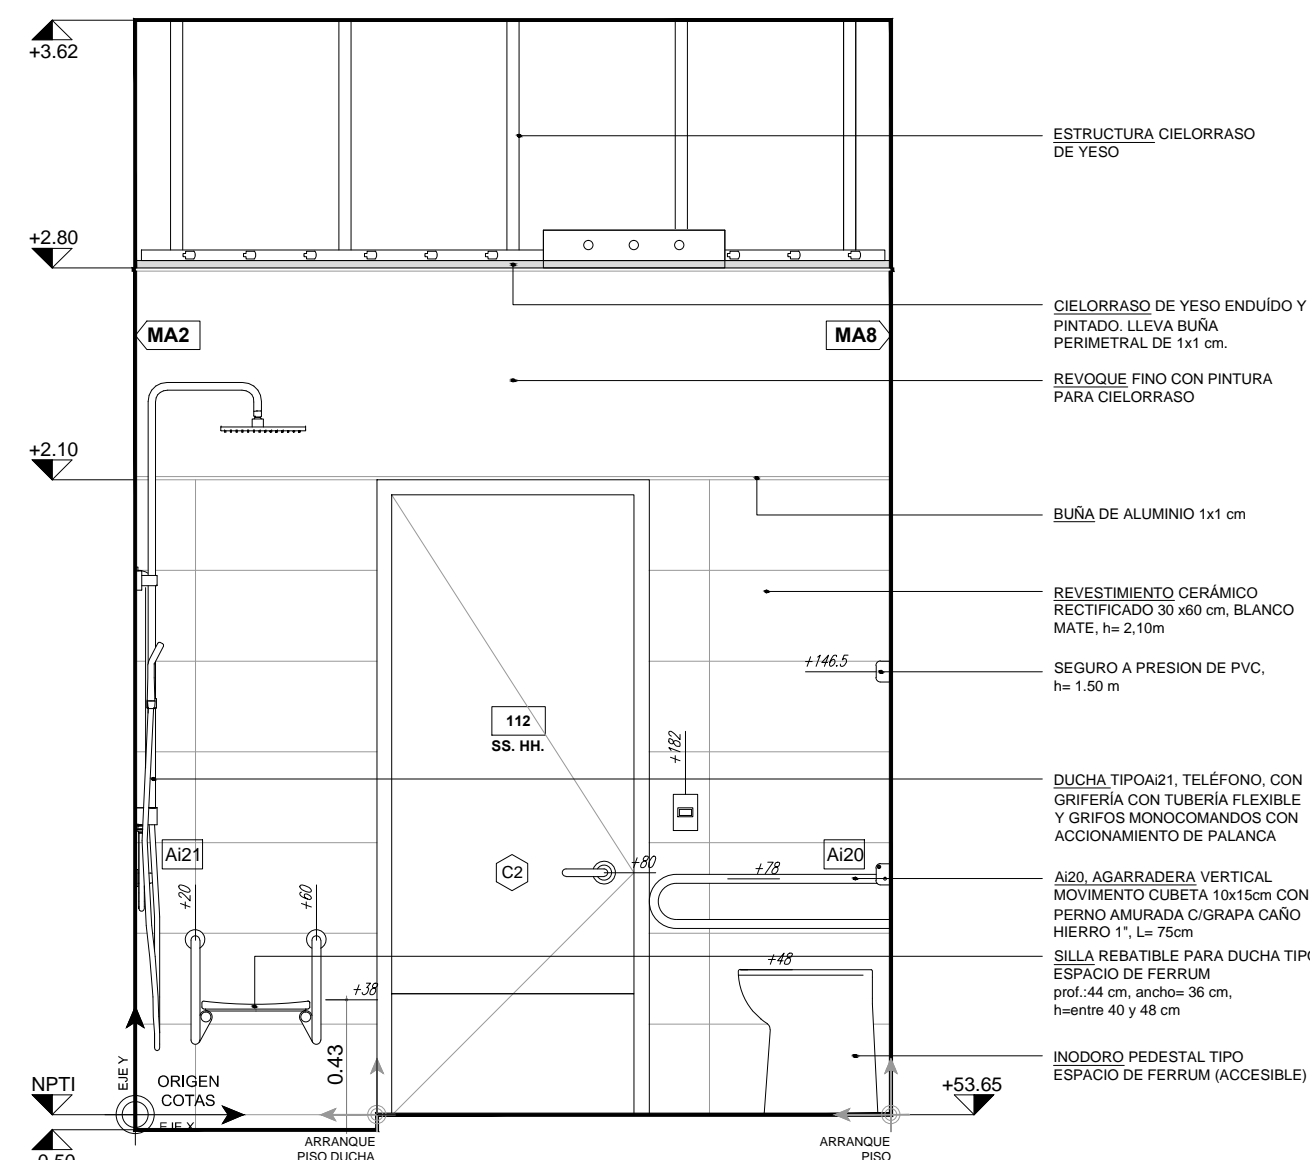 +3.62
ESTRUCTURA CIELORRASO
DE YESO
+2.80
CIELORRASO DE YESO ENDUÍDO Y
PINTADO. LLEVA BUÑA
PERIMETRAL DE 1x1 cm.
MA2
MA8
REVOQUE FINO CON PINTURA
PARA CIELORRASO
+2.10
BUÑA DE ALUMINIO 1x1 cm
REVESTIMIENTO CERÁMICO
RECTIFICADO 30 x60 cm, BLANCO
MATE, h= 2,10m
+146.5
SEGURO A PRESION DE PVC,
h= 1.50 m
112
SS. HH.
+182
DUCHA TIPOAi21, TELÉFONO, CON
GRIFERÍA CON TUBERÍA FLEXIBLE
Y GRIFOS MONOCOMANDOS CON
ACCIONAMIENTO DE PALANCA
Ai21
Ai20
C2
+80
+78
Ai20, AGARRADERA VERTICAL
MOVIMENTO CUBETA 10x15cm CON
PERNO AMURADA C/GRAPA CAÑO
HIERRO 1", L= 75cm
+20
+60
SILLA REBATIBLE PARA DUCHA TIPO
ESPACIO DE FERRUM
prof.:44 cm, ancho= 36 cm,
h=entre 40 y 48 cm
+48
+38
0.43
INODORO PEDESTAL TIPO
ESPACIO DE FERRUM (ACCESIBLE)
EJE Y
ORIGEN
COTAS
NPTI
+53.65
EJE X
ARRANQUE
PISO DUCHA
ARRANQUE
PISO
-0.50